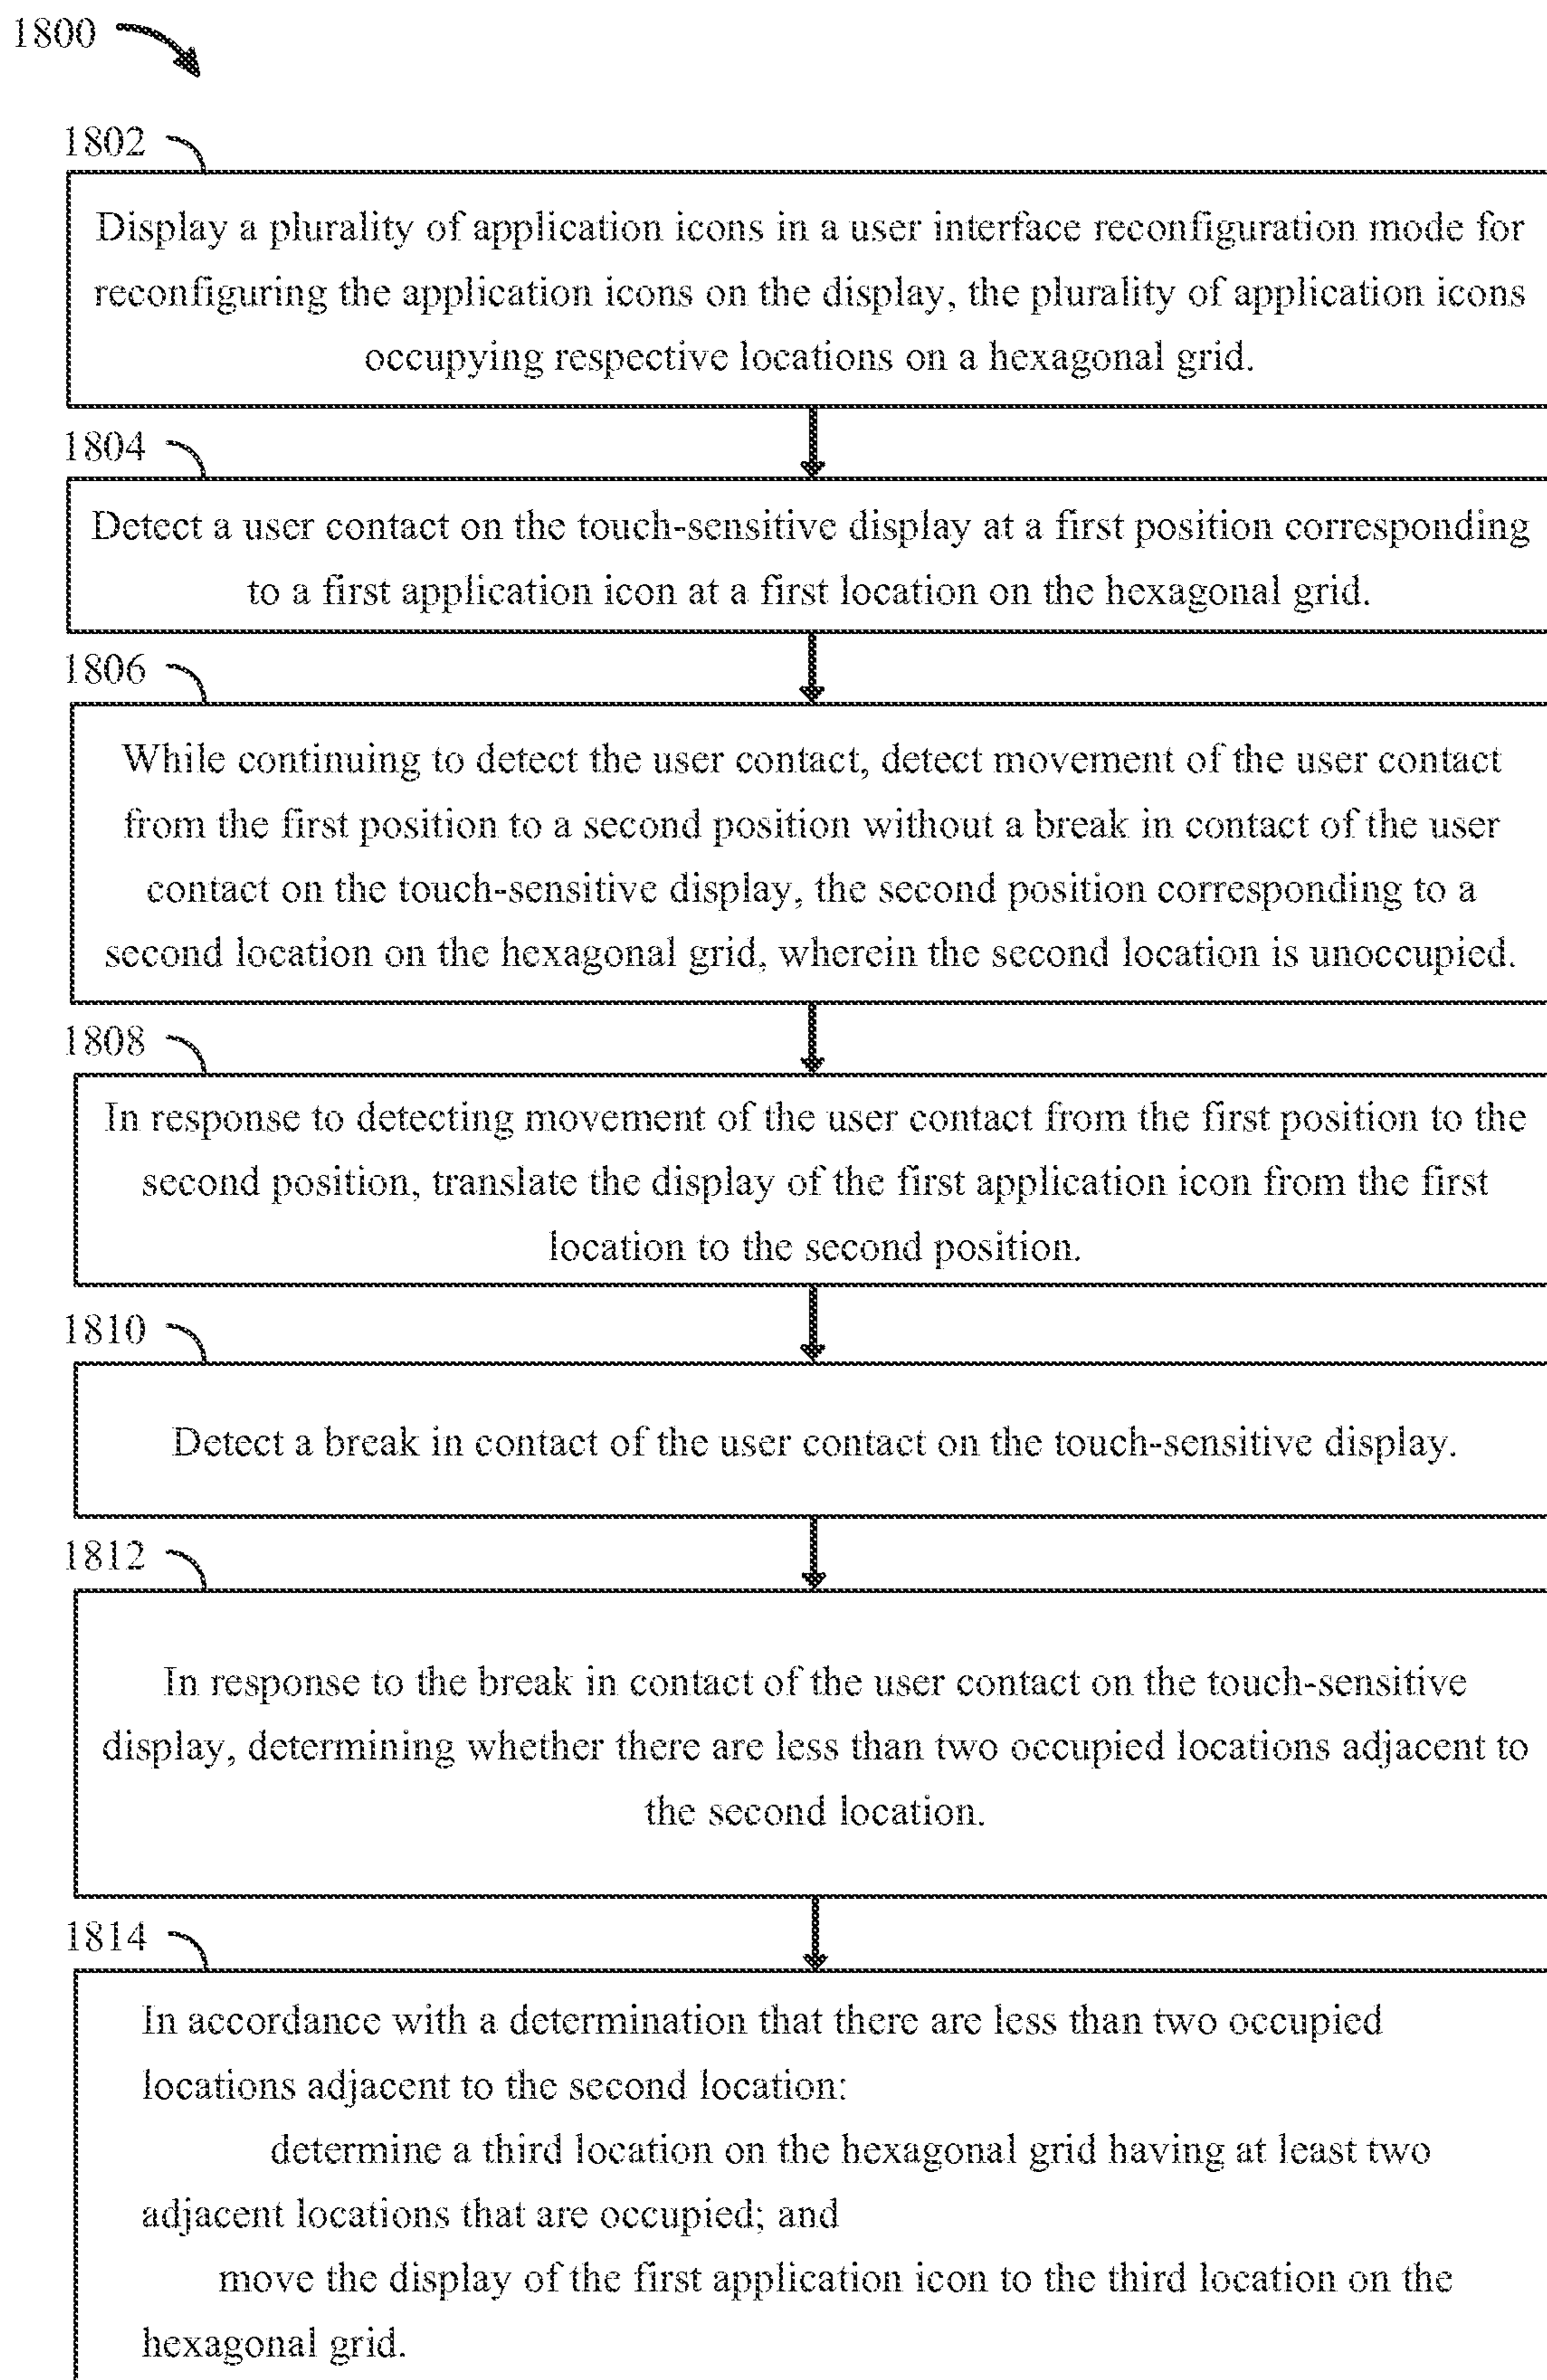 1800
1802
Display a plurality of application icons in a user interface reconfiguration mode for
reconfiguring the application icons on the display, the plurality of application icons
occupying respective locations on a hexagonal grid.
1804
Detect a user contact on the touch-sensitive display at a first position corresponding
to a first application icon at a first location on the hexagonal grid.
1806
While continuing to detect the user contact, detect movement of the user contact
from the first position to a second position without a break in contact of the user
contact on the touch-sensitive display, the second position corresponding to a
second location on the hexagonal grid, wherein the second location is unoccupied.
1808
In response to detecting movement of the user contact from the first position to the
second position, translate the display of the first application icon from the first
location to the second position.
1810
Detect a break in contact of the user contact on the touch-sensitive display.
1812
In response to the break in contact of the user contact on the touch-sensitive
display, determining whether there are less than two occupied locations adjacent to
the second location.
1814
In accordance with a determination that there are less than two occupied
locations adjacent to the second location:
determine a third location on the hexagonal grid having at least two
adjacent locations that are occupied; and
move the display of the first application icon to the third location on the
hexagonal grid.